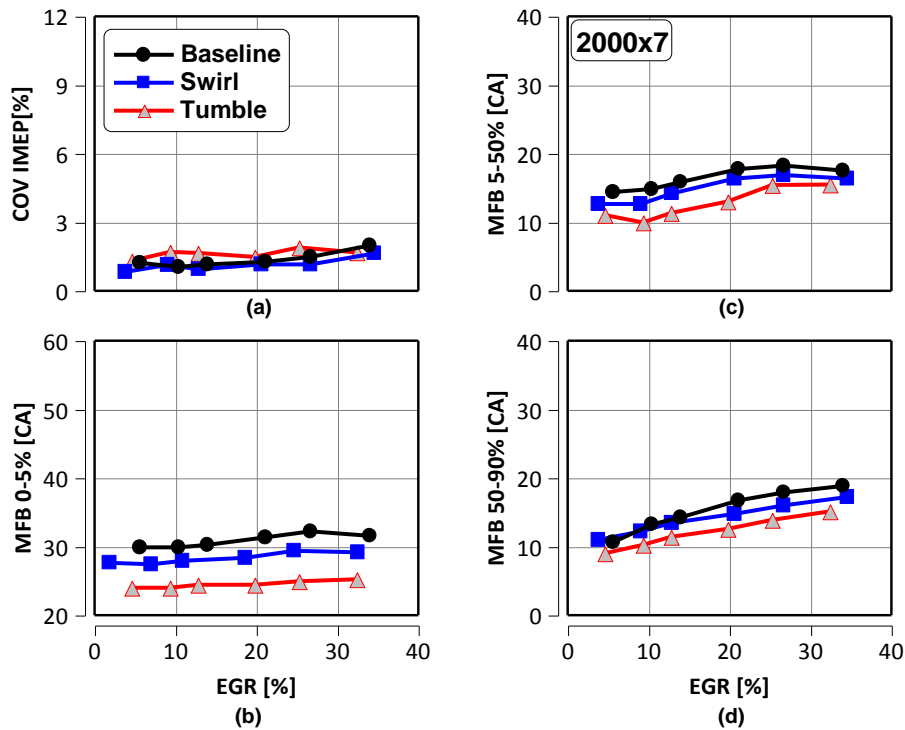 12
9
6
3
0
COV IMEP[%]
Baseline
Swirl
Tumble
(a)
40
30
20
10
0
MFB 5-50% [CA]
2000x7
(c)
60
50
40
30
20
MFB 0-5% [CA]
0 10 20 30 40
EGR [%]
(b)
40
30
20
10
0
MFB 50-90% [CA]
0 10 20 30 40
EGR [%]
(d)